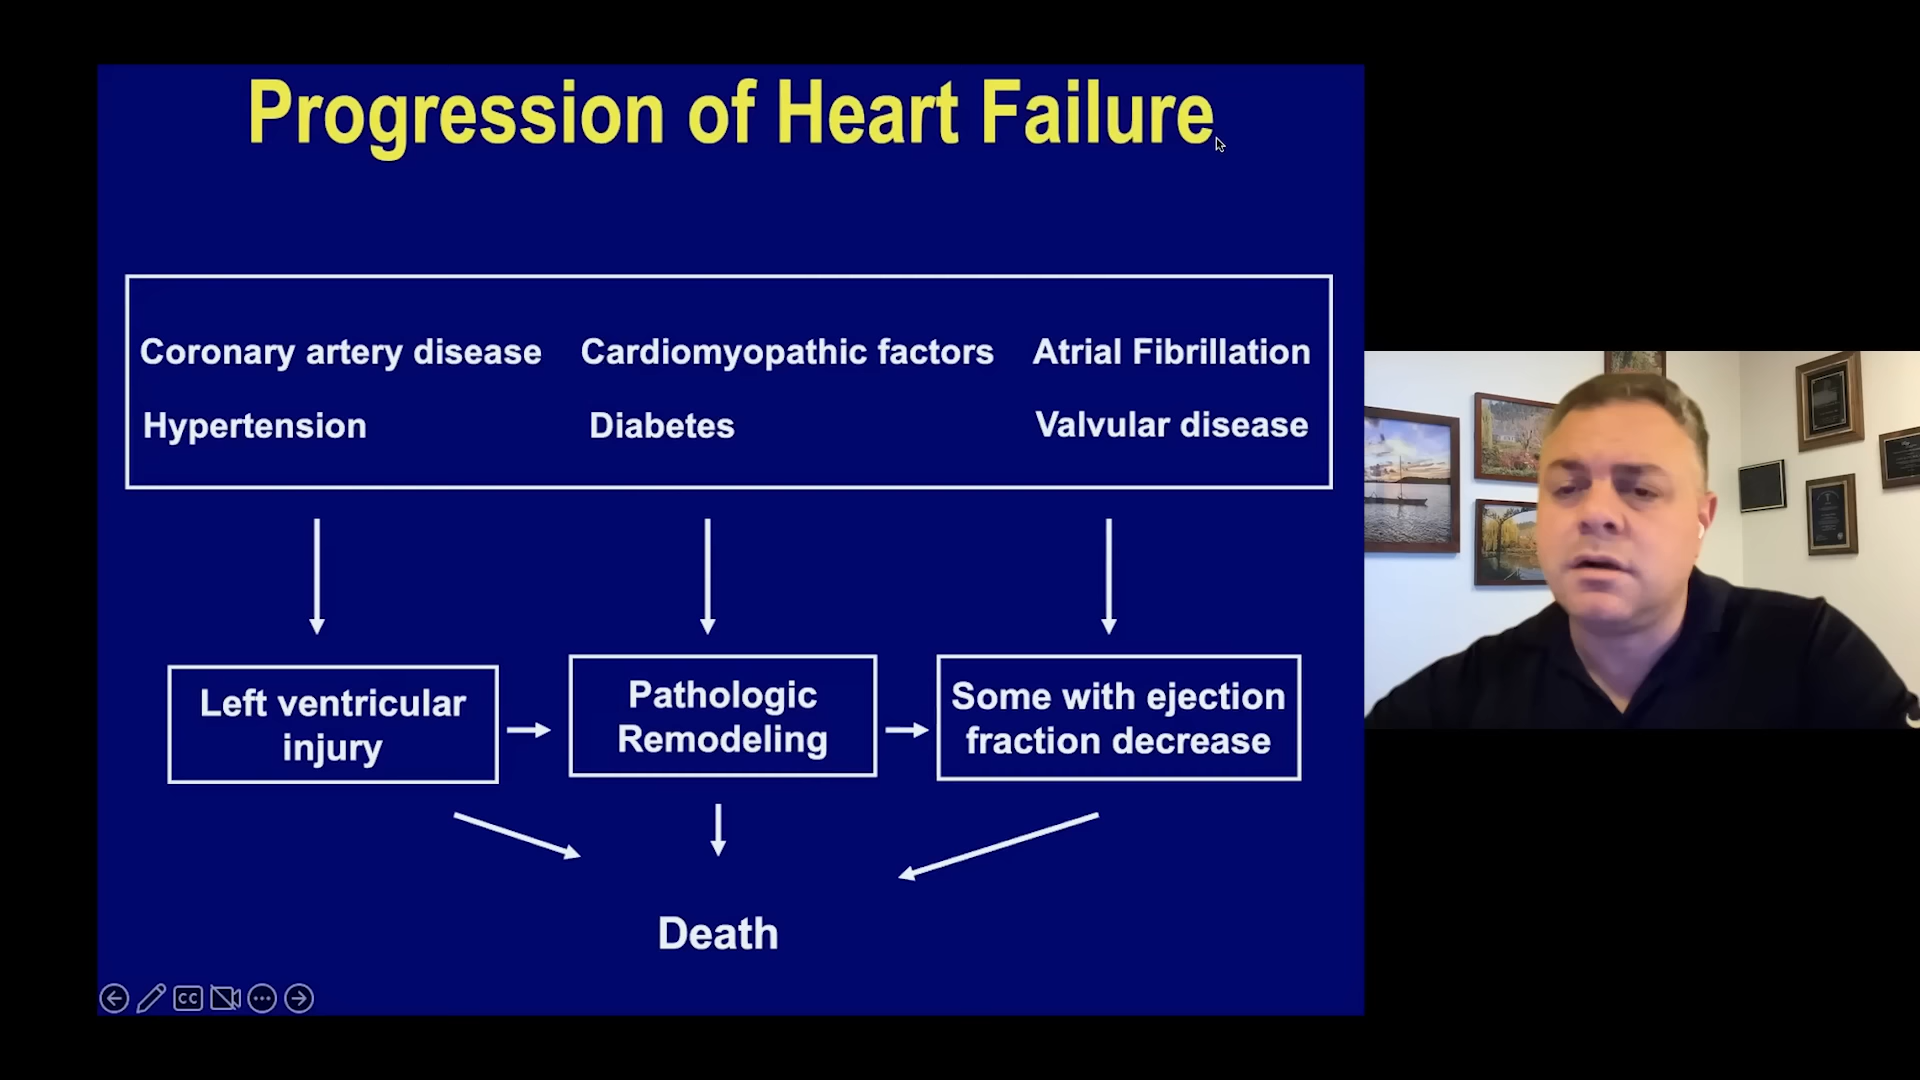 Progression of Heart Failure
Coronary artery disease Cardiomyopathic factors Atrial Fibrillation
Hypertension Diabetes Valvular disease
Left ventricular
injury
Pathologic
Remodeling
Some with ejection
fraction decrease
Death
CC